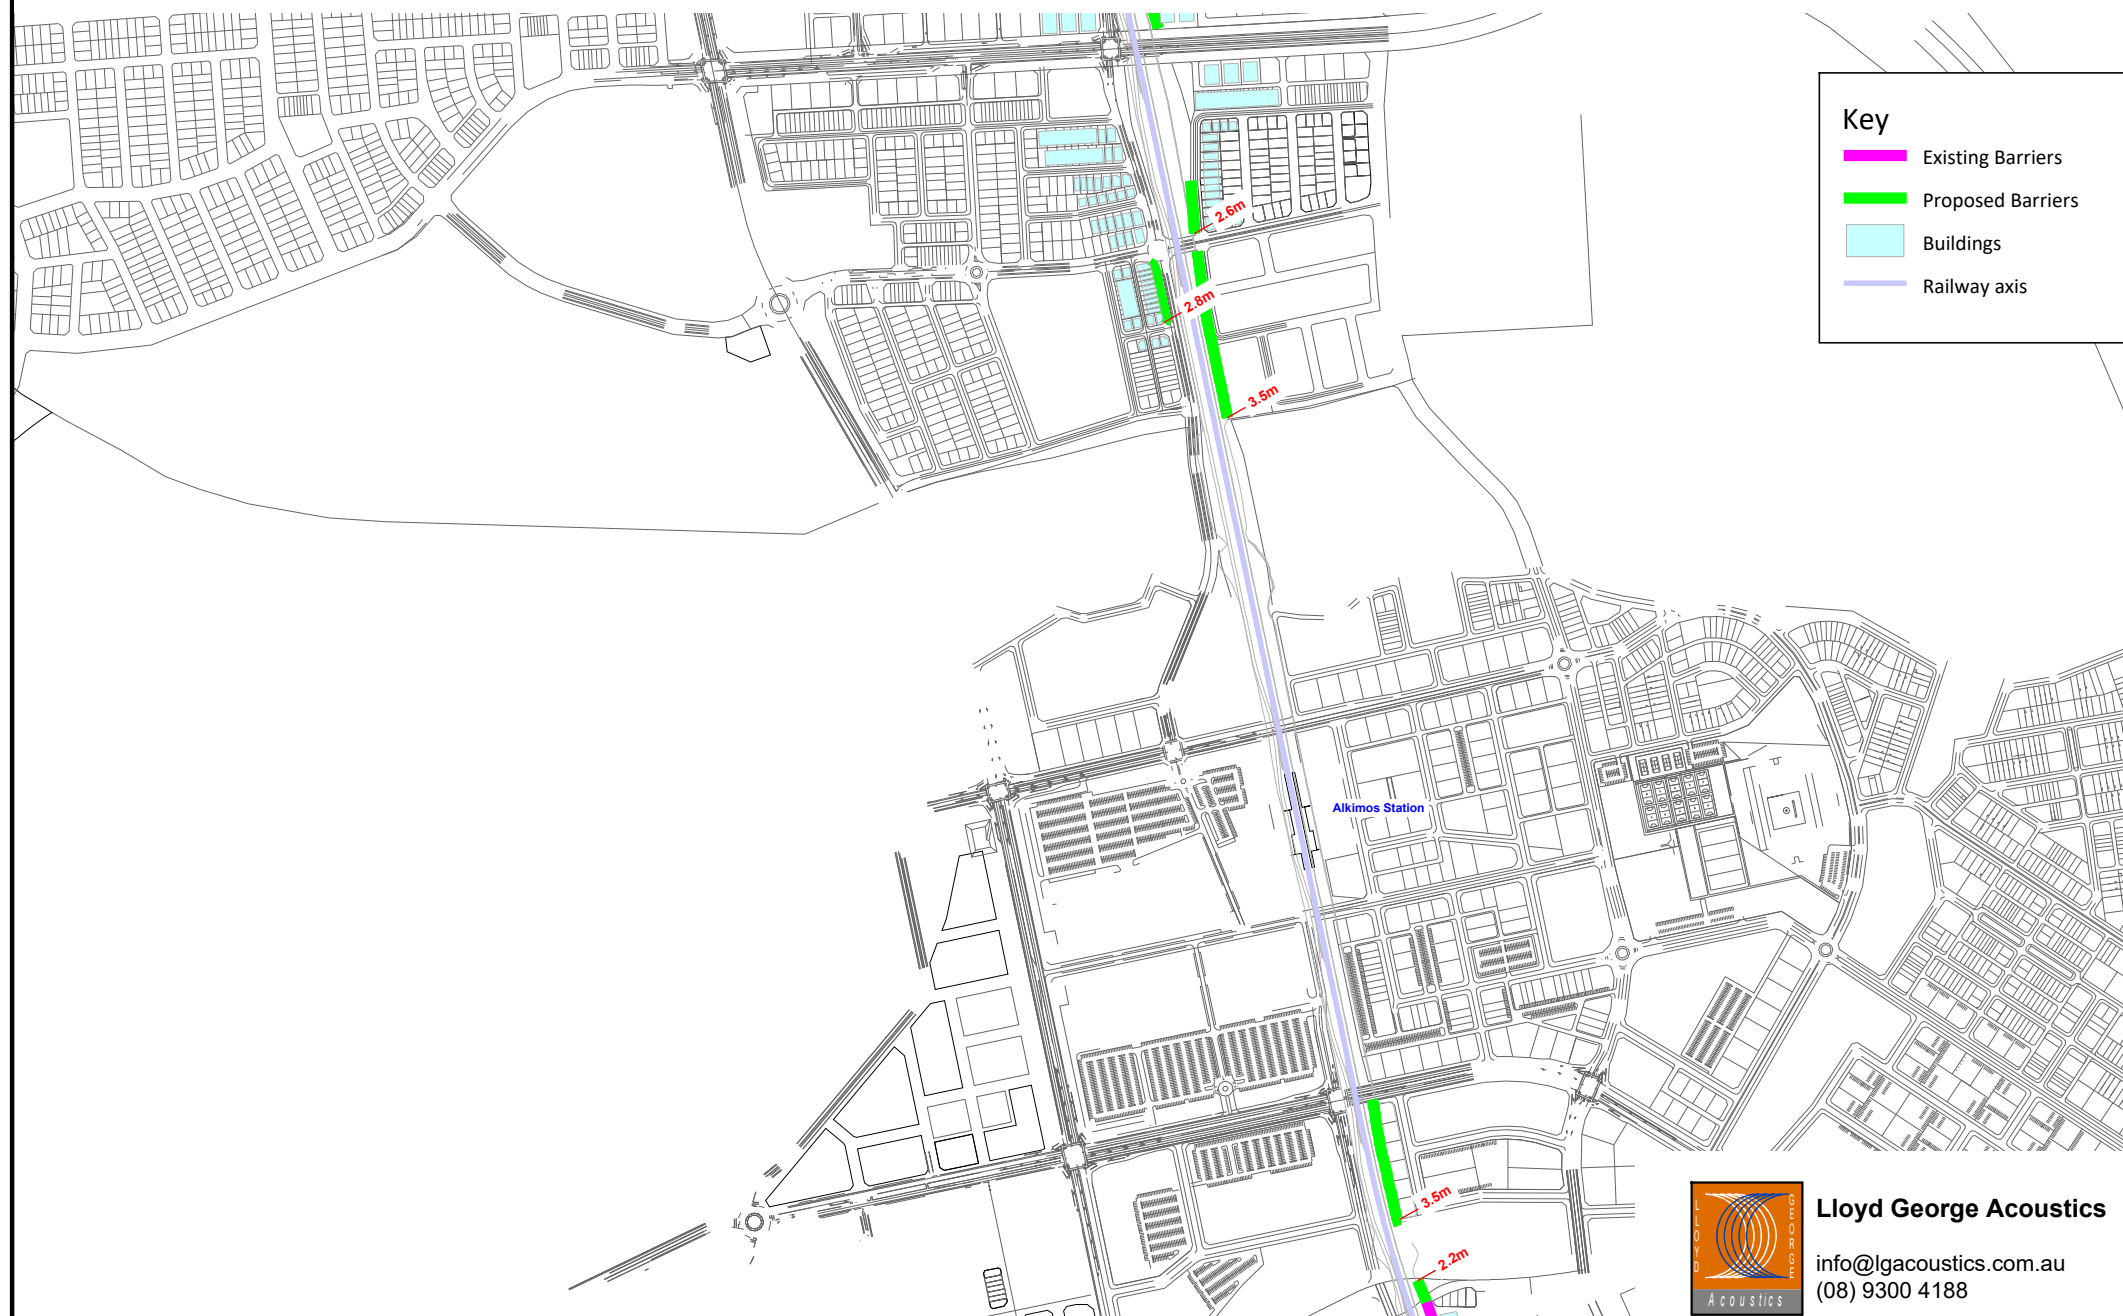 Key
Existing Barriers
Proposed Barriers
Buildings
Railway axis
2.6m
2.8m
3.5m
Alkimos Station
3.5m
2.2m
LLOYD
GEORGE
Acoustics
Lloyd George Acoustics
info@lgacoustics.com.au
(08) 9300 4188